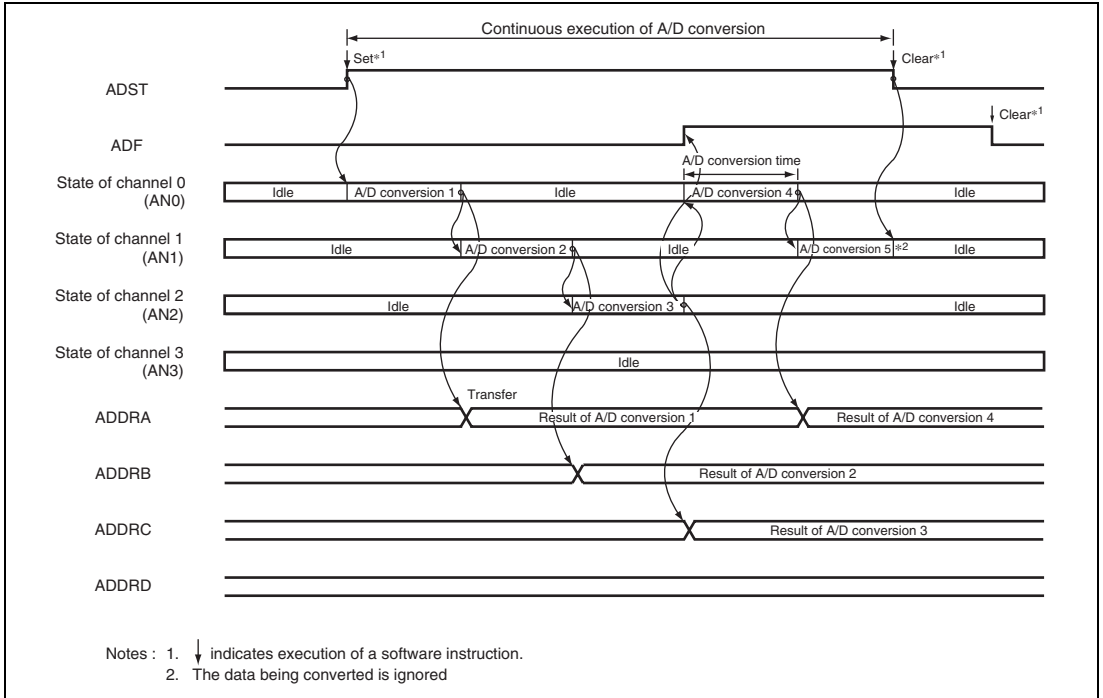 Continuous execution of A/D conversion
Set*1
Clear*1
ADST
Clear*1
ADF
A/D conversion time
State of channel 0
(AN0)
Idle
A/D conversion 1
Idle
A/D conversion 4
Idle
State of channel 1
(AN1)
Idle
A/D conversion 2
Idle
A/D conversion 5
*2
Idle
State of channel 2
(AN2)
Idle
A/D conversion 3
Idle
State of channel 3
(AN3)
Idle
Transfer
ADDRA
Result of A/D conversion 1
Result of A/D conversion 4
ADDRB
Result of A/D conversion 2
ADDRC
Result of A/D conversion 3
ADDRD
Notes : 1. ↓ indicates execution of a software instruction.
2. The data being converted is ignored